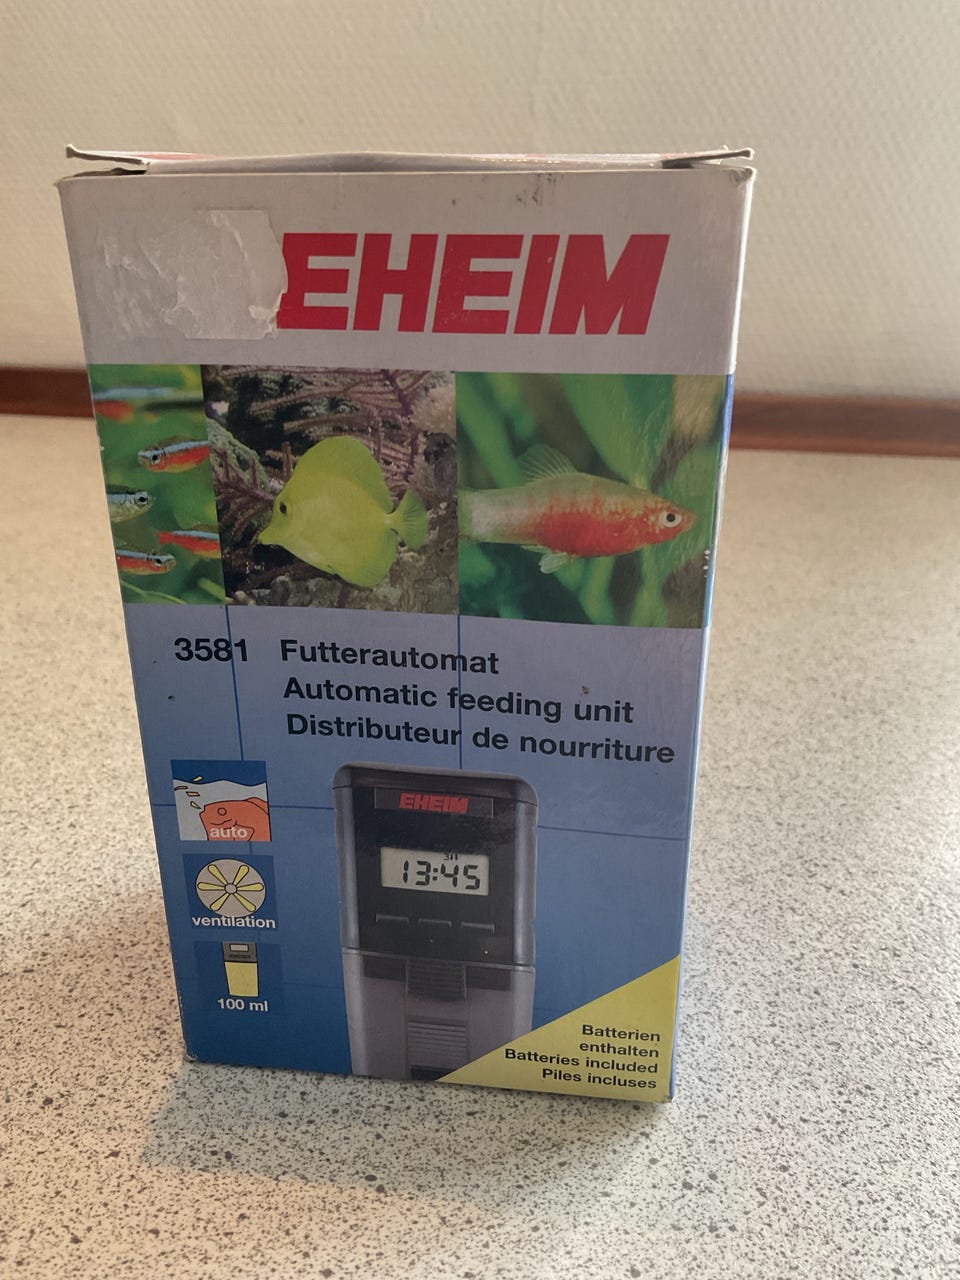 EHEIM
3581 Futterautomat
Automatic feeding unit
Distributeur de nourriture
EHEIM
13:45
auto
ventilation
100 ml
Batterien
enthalten
Batteries included
Piles incluses